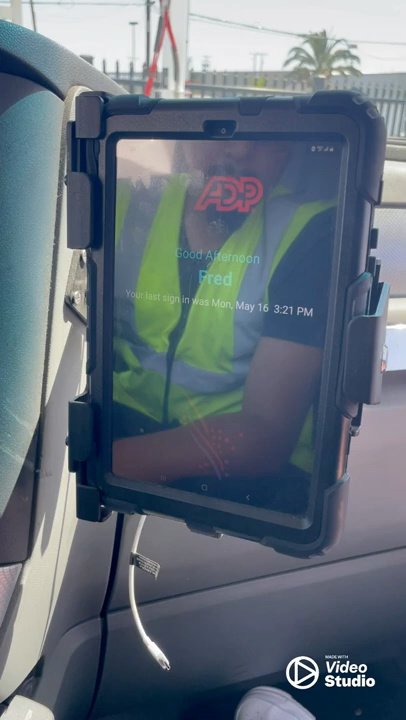 ADP
Good Afternoon
Fred
Your last sign in was Mon, May 16 3:21 PM
MADE WITH
Video
Studio